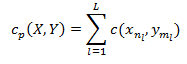 $$c_p(X,Y) = \sum_{l=1}^{L} c(x_{n_l}, y_{m_l})$$